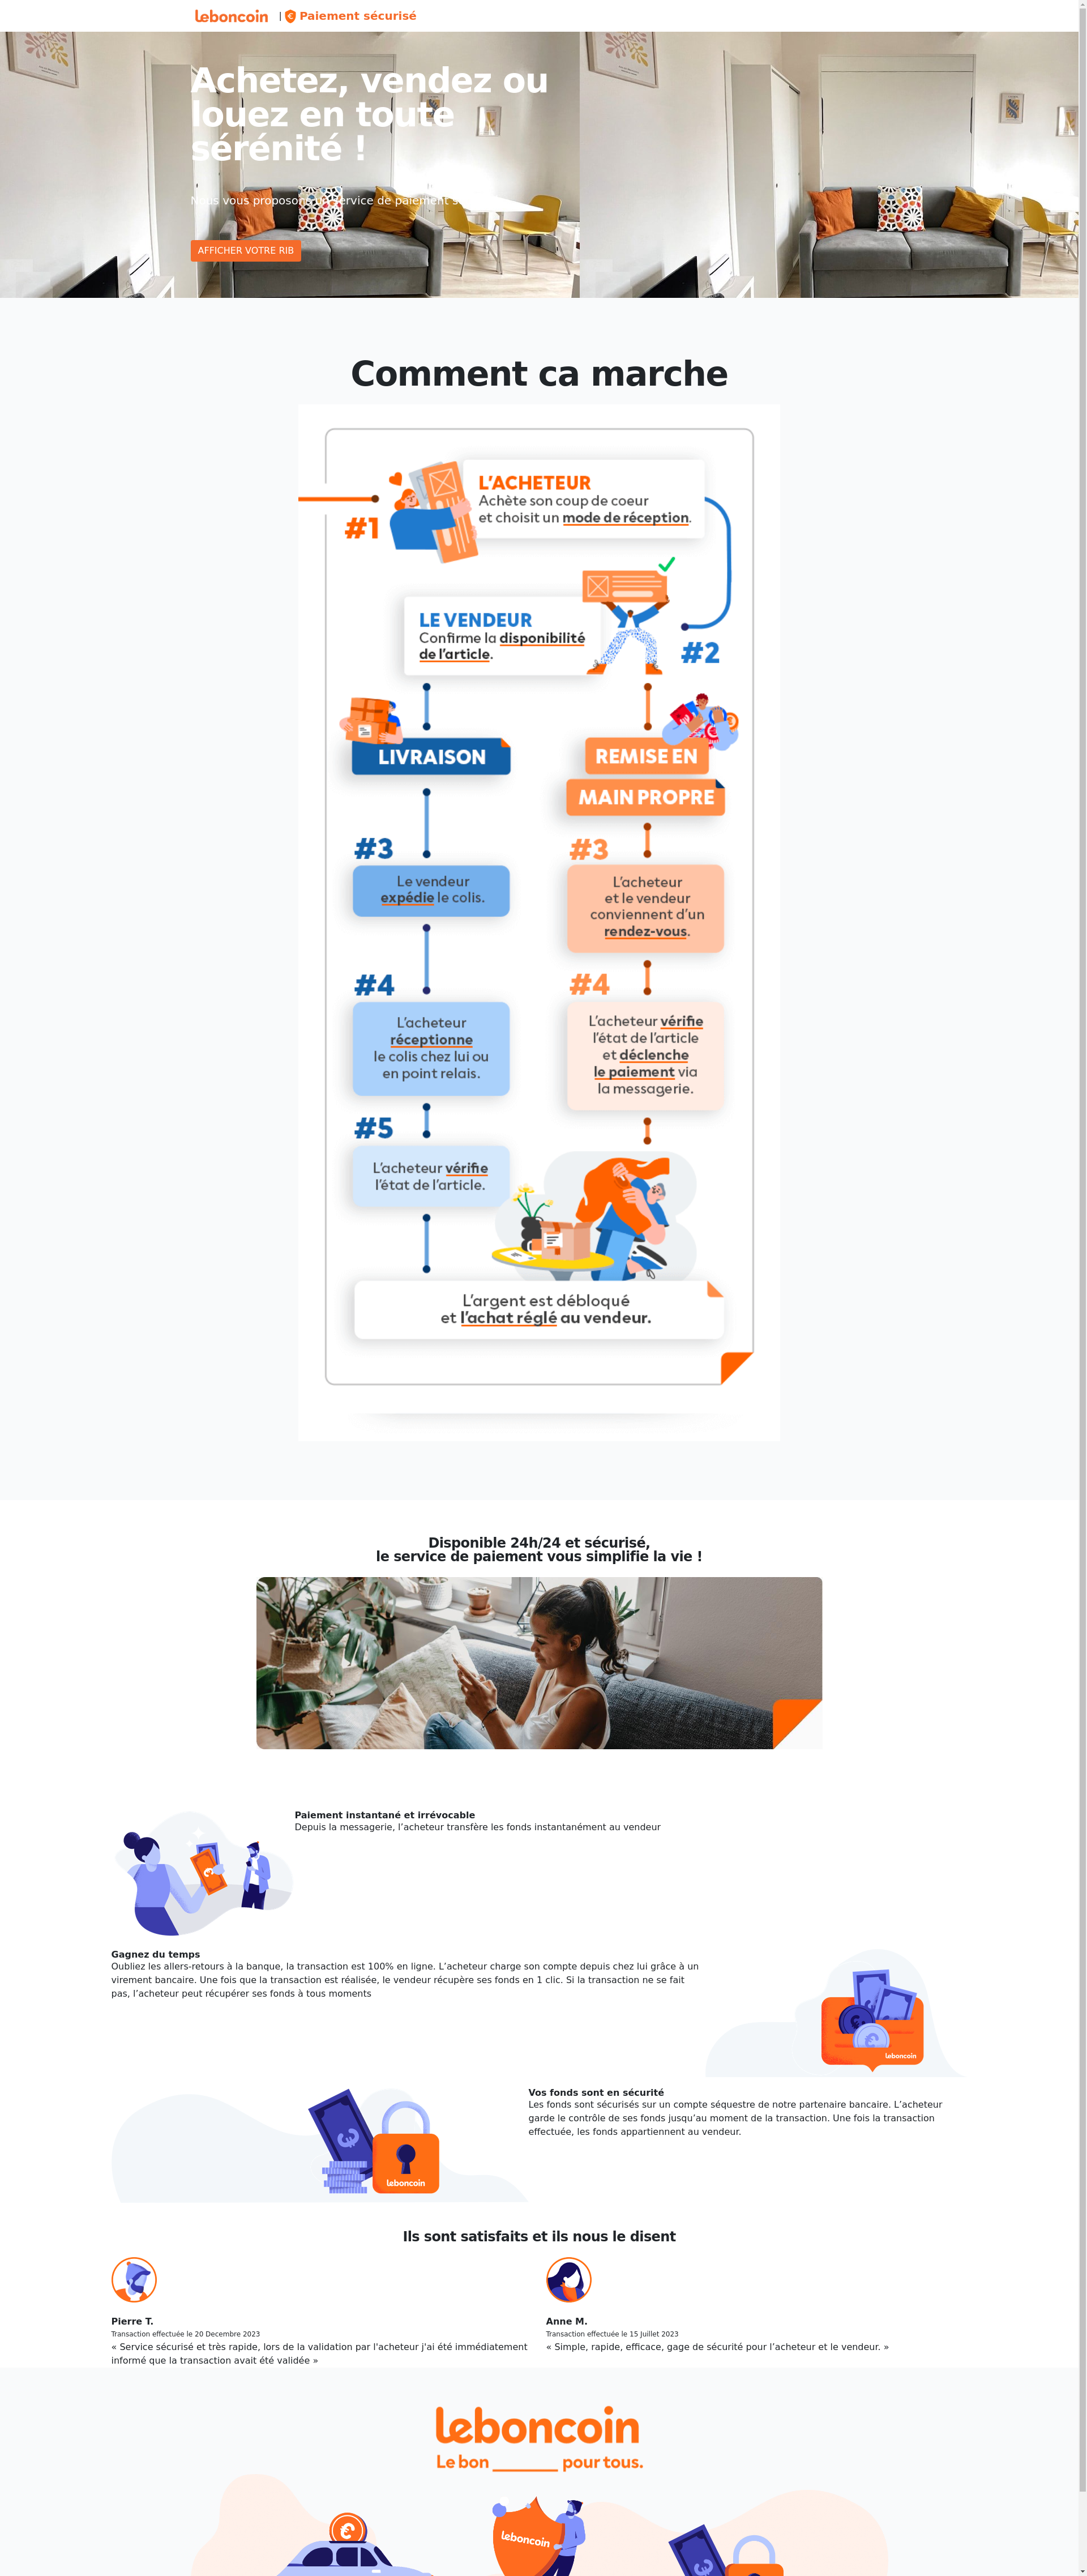 leboncoin | Paiement sécurisé
Achetez, vendez ou
louez en toute
sérénité !
Nous vous proposons un service de paiement
AFFICHER VOTRE RIB
Comment ca marche
L'ACHETEUR
Achète son coup de coeur
et choisit un mode de réception.
#1
LE VENDEUR
Confirme la disponibilité
de l'article.
#2
LIVRAISON
REMISE EN
MAIN PROPRE
#3
Le vendeur
expédie le colis.
#3
L'acheteur
et le vendeur
conviennent d'un
rendez-vous.
#4
L'acheteur
réceptionne
le colis chez lui ou
en point relais.
#4
L'acheteur vérifie
l'état de l'article
et déclenche
le paiement via
la messagerie.
#5
L'acheteur vérifie
l'état de l'article.
L'argent est débloqué
et l'achat réglé au vendeur.
Disponible 24h/24 et sécurisé,
le service de paiement vous simplifie la vie !
Paiement instantané et irrévocable
Depuis la messagerie, l’acheteur transfère les fonds instantanément au vendeur
Gagnez du temps
Oubliez les allers-retours à la banque, la transaction est 100% en ligne. L’acheteur charge son compte depuis chez lui grâce à un
virement bancaire. Une fois que la transaction est réalisée, le vendeur récupère ses fonds en 1 clic. Si la transaction ne se fait
pas, l’acheteur peut récupérer ses fonds à tous moments
leboncoin
Vos fonds sont en sécurité
Les fonds sont sécurisés sur un compte séquestre de notre partenaire bancaire. L’acheteur
garde le contrôle de ses fonds jusqu’au moment de la transaction. Une fois la transaction
effectuée, les fonds appartiennent au vendeur.
leboncoin
Ils sont satisfaits et ils nous le disent
Pierre T.
Transaction effectuée le 20 Decembre 2023
« Service sécurisé et très rapide, lors de la validation par l'acheteur j'ai été immédiatement
informé que la transaction avait été validée »
Anne M.
Transaction effectuée le 15 Juillet 2023
« Simple, rapide, efficace, gage de sécurité pour l’acheteur et le vendeur. »
leboncoin
Le bon ______ pour tous.
leboncoin